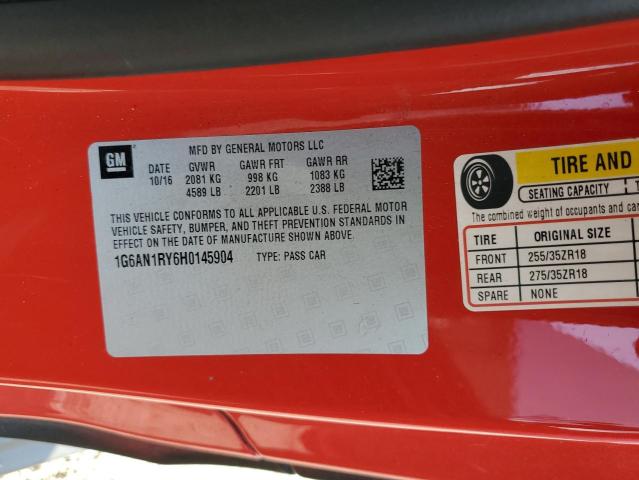 GM
MFD BY GENERAL MOTORS LLC
DATE GVWR GAWR FRT GAWR RR
10/16 2081 KG 998 KG 1083 KG
4589 LB 2201 LB 2388 LB
THIS VEHICLE CONFORMS TO ALL APPLICABLE U.S. FEDERAL MOTOR
VEHICLE SAFETY, BUMPER, AND THEFT PREVENTION STANDARDS IN
EFFECT ON THE DATE OF MANUFACTURE SHOWN ABOVE.
1G6AN1RY6H0145904 TYPE: PASS CAR
TIRE AND
SEATING CAPACITY
The combined weight of occupants and car
TIRE ORIGINAL SIZE
FRONT 255/35ZR18
REAR 275/35ZR18
SPARE NONE